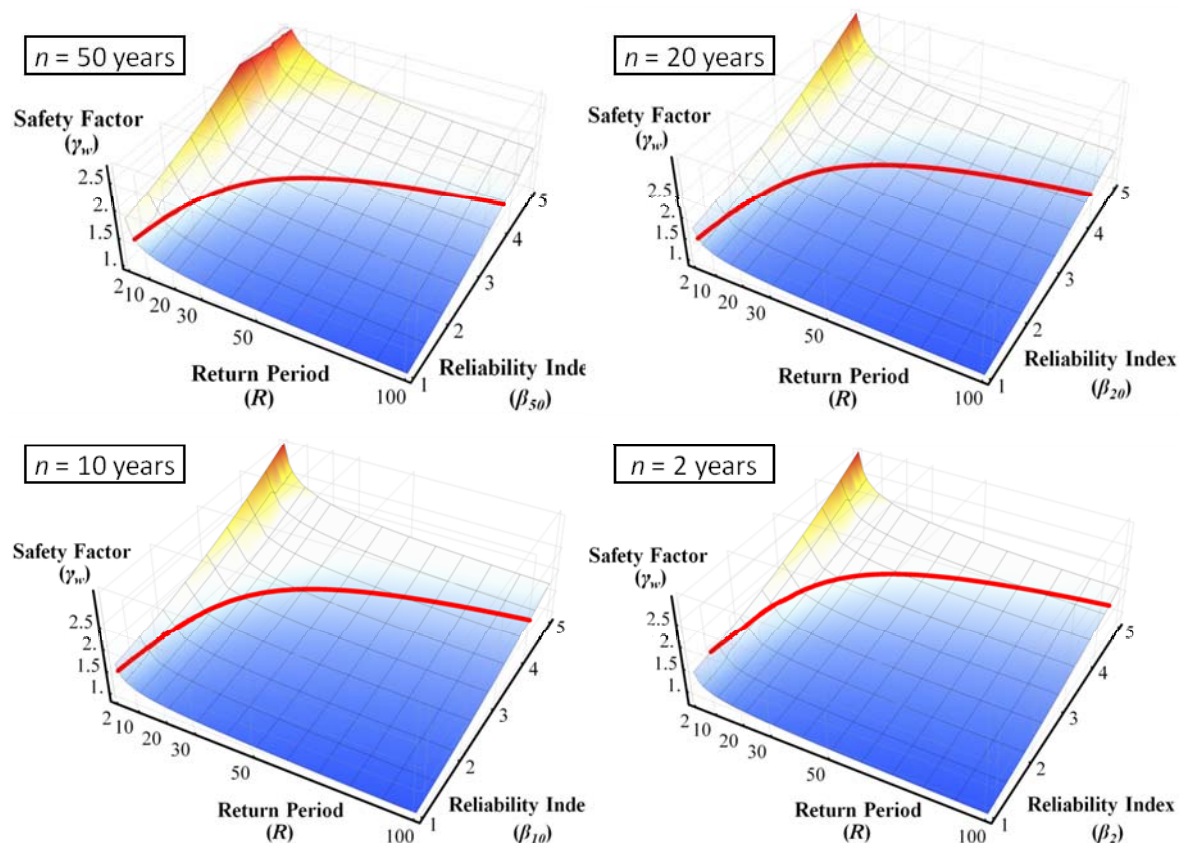 n = 50 years
Safety Factor
(γw)
2.5
2.
1.5
1.
2
10
20
30
50
100
Return Period
(R)
1
2
3
4
5
Reliability Inde
(β50)
n = 20 years
Safety Factor
(γw)
2.5
2.
1.5
1.
2
10
20
30
50
100
Return Period
(R)
1
2
3
4
5
Reliability Index
(β20)
n = 10 years
Safety Factor
(γw)
2.5
2.
1.5
1.
2
10
20
30
50
100
Return Period
(R)
1
2
3
4
5
Reliability Inde
(β10)
n = 2 years
Safety Factor
(γw)
2.5
2.
1.5
1.
2
10
20
30
50
100
Return Period
(R)
1
2
3
4
5
Reliability Index
(β2)